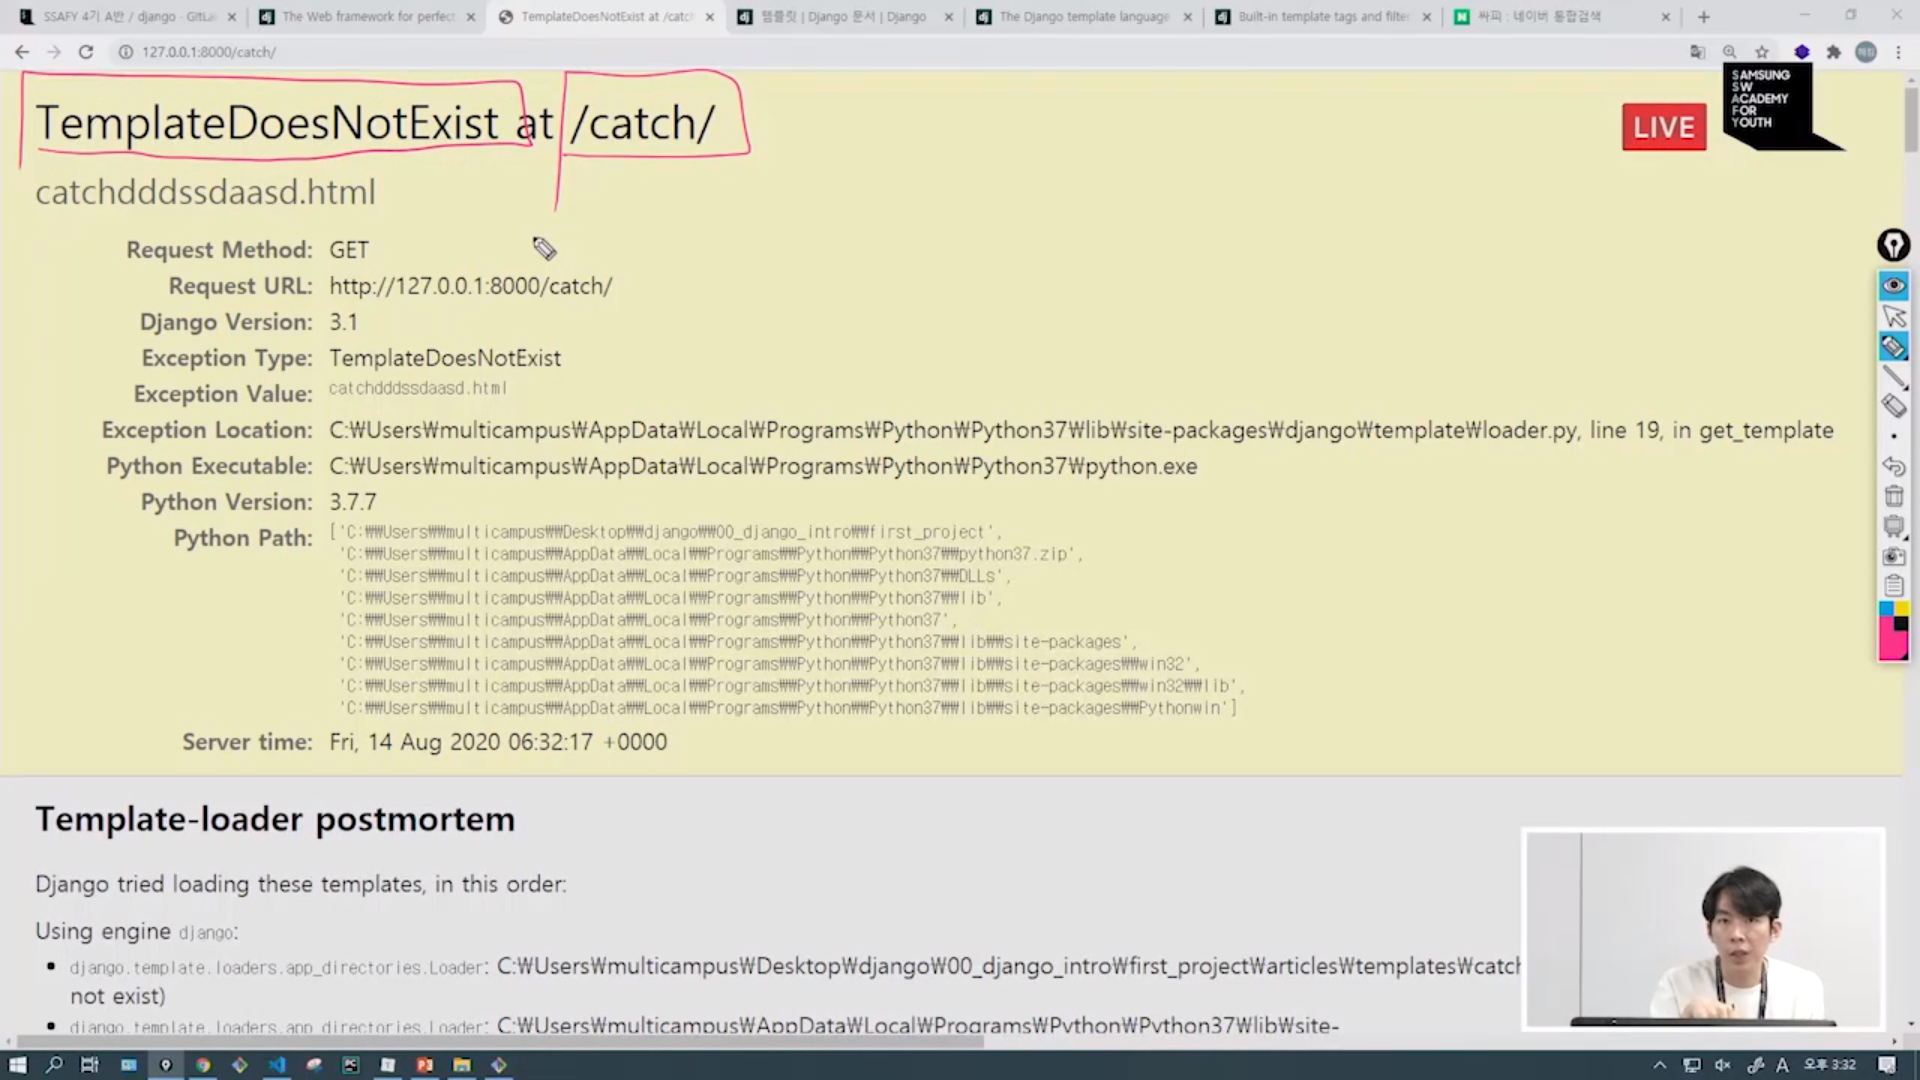 SSAFY 4기 A반 / django · GitLa
The Web framework for perfect
TemplateDoesNotExist at /catc
템플릿 | Django 문서 | Django
The Django template language
Built-in template tags and filter
싸피 : 네이버 통합검색
127.0.0.1:8000/catch/
TemplateDoesNotExist at /catch/
SAMSUNG
SW
ACADEMY
FOR
YOUTH
LIVE
catchdddssdaasd.html
Request Method: GET
Request URL: http://127.0.0.1:8000/catch/
Django Version: 3.1
Exception Type: TemplateDoesNotExist
Exception Value: catchdddssdaasd.html
Exception Location: C:₩Users₩multicampus₩AppData₩Local₩Programs₩Python₩Python37₩lib₩site-packages₩django₩template₩loader.py, line 19, in get_template
Python Executable: C:₩Users₩multicampus₩AppData₩Local₩Programs₩Python₩Python37₩python.exe
Python Version: 3.7.7
Python Path: ['C:₩₩Users₩₩multicampus₩₩Desktop₩₩django₩₩00_django_intro₩₩first_project',
'C:₩₩Users₩₩multicampus₩₩AppData₩₩Local₩₩Programs₩₩Python₩₩Python37₩₩python37.zip',
'C:₩₩Users₩₩multicampus₩₩AppData₩₩Local₩₩Programs₩₩Python₩₩Python37₩₩DLLs',
'C:₩₩Users₩₩multicampus₩₩AppData₩₩Local₩₩Programs₩₩Python₩₩Python37₩₩lib',
'C:₩₩Users₩₩multicampus₩₩AppData₩₩Local₩₩Programs₩₩Python₩₩Python37',
'C:₩₩Users₩₩multicampus₩₩AppData₩₩Local₩₩Programs₩₩Python₩₩Python37₩₩lib₩₩site-packages',
'C:₩₩Users₩₩multicampus₩₩AppData₩₩Local₩₩Programs₩₩Python₩₩Python37₩₩lib₩₩site-packages₩₩win32',
'C:₩₩Users₩₩multicampus₩₩AppData₩₩Local₩₩Programs₩₩Python₩₩Python37₩₩lib₩₩site-packages₩₩win32₩₩lib',
'C:₩₩Users₩₩multicampus₩₩AppData₩₩Local₩₩Programs₩₩Python₩₩Python37₩₩lib₩₩site-packages₩₩Pythonwin']
Server time: Fri, 14 Aug 2020 06:32:17 +0000
Template-loader postmortem
Django tried loading these templates, in this order:
Using engine django:
django.template.loaders.app_directories.Loader: C:₩Users₩multicampus₩Desktop₩django₩00_django_intro₩first_project₩articles₩templates₩catch
not exist)
django.template.loaders.app_directories.Loader: C:₩Users₩multicampus₩AppData₩Local₩Programs₩Python₩Python37₩lib₩site-
A 오후 3:32